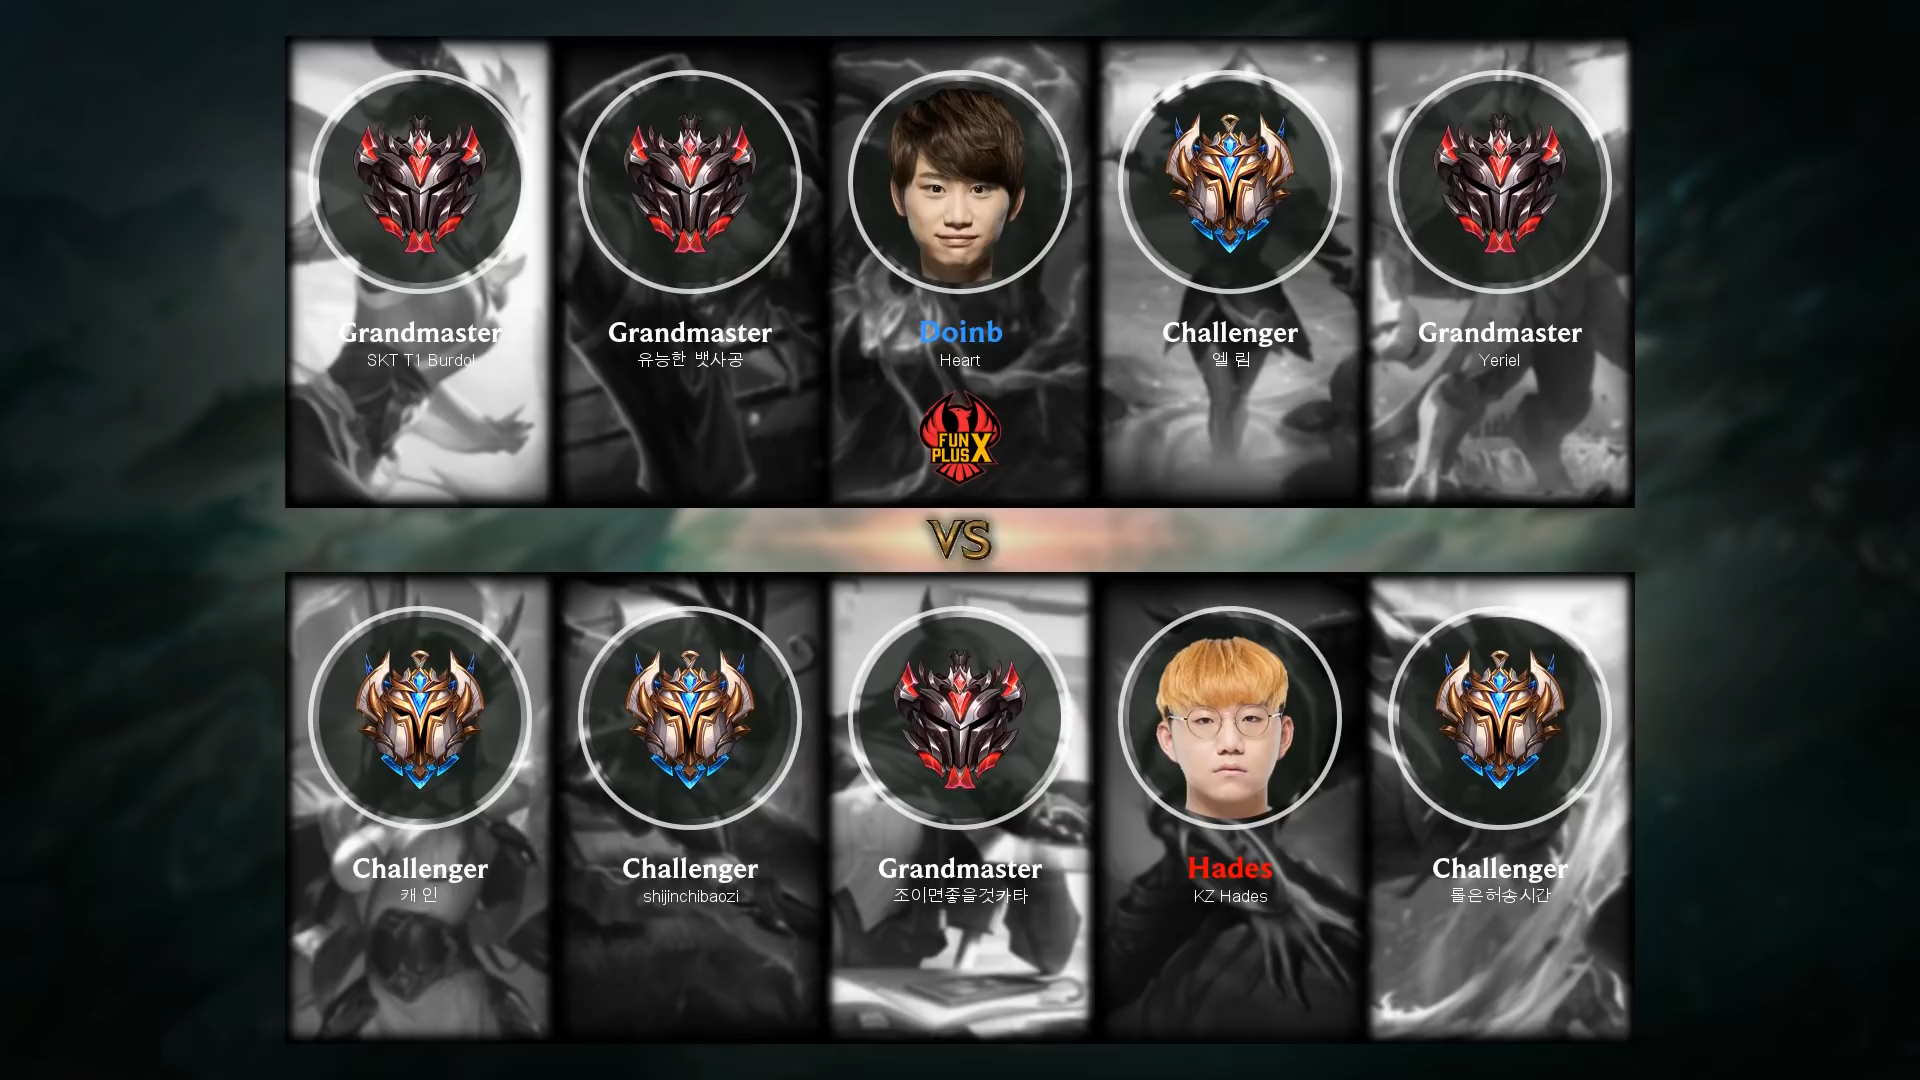 Grandmaster
SKT T1 Burdol
Grandmaster
유능한 뱃사공
Doinb
Heart
FUN
PLUS X
Challenger
엘 림
Grandmaster
Yeriel
VS
Challenger
캐 인
Challenger
shijinchibaozi
Grandmaster
조이면좋을것카타
Hades
KZ Hades
Challenger
롤은허송시간